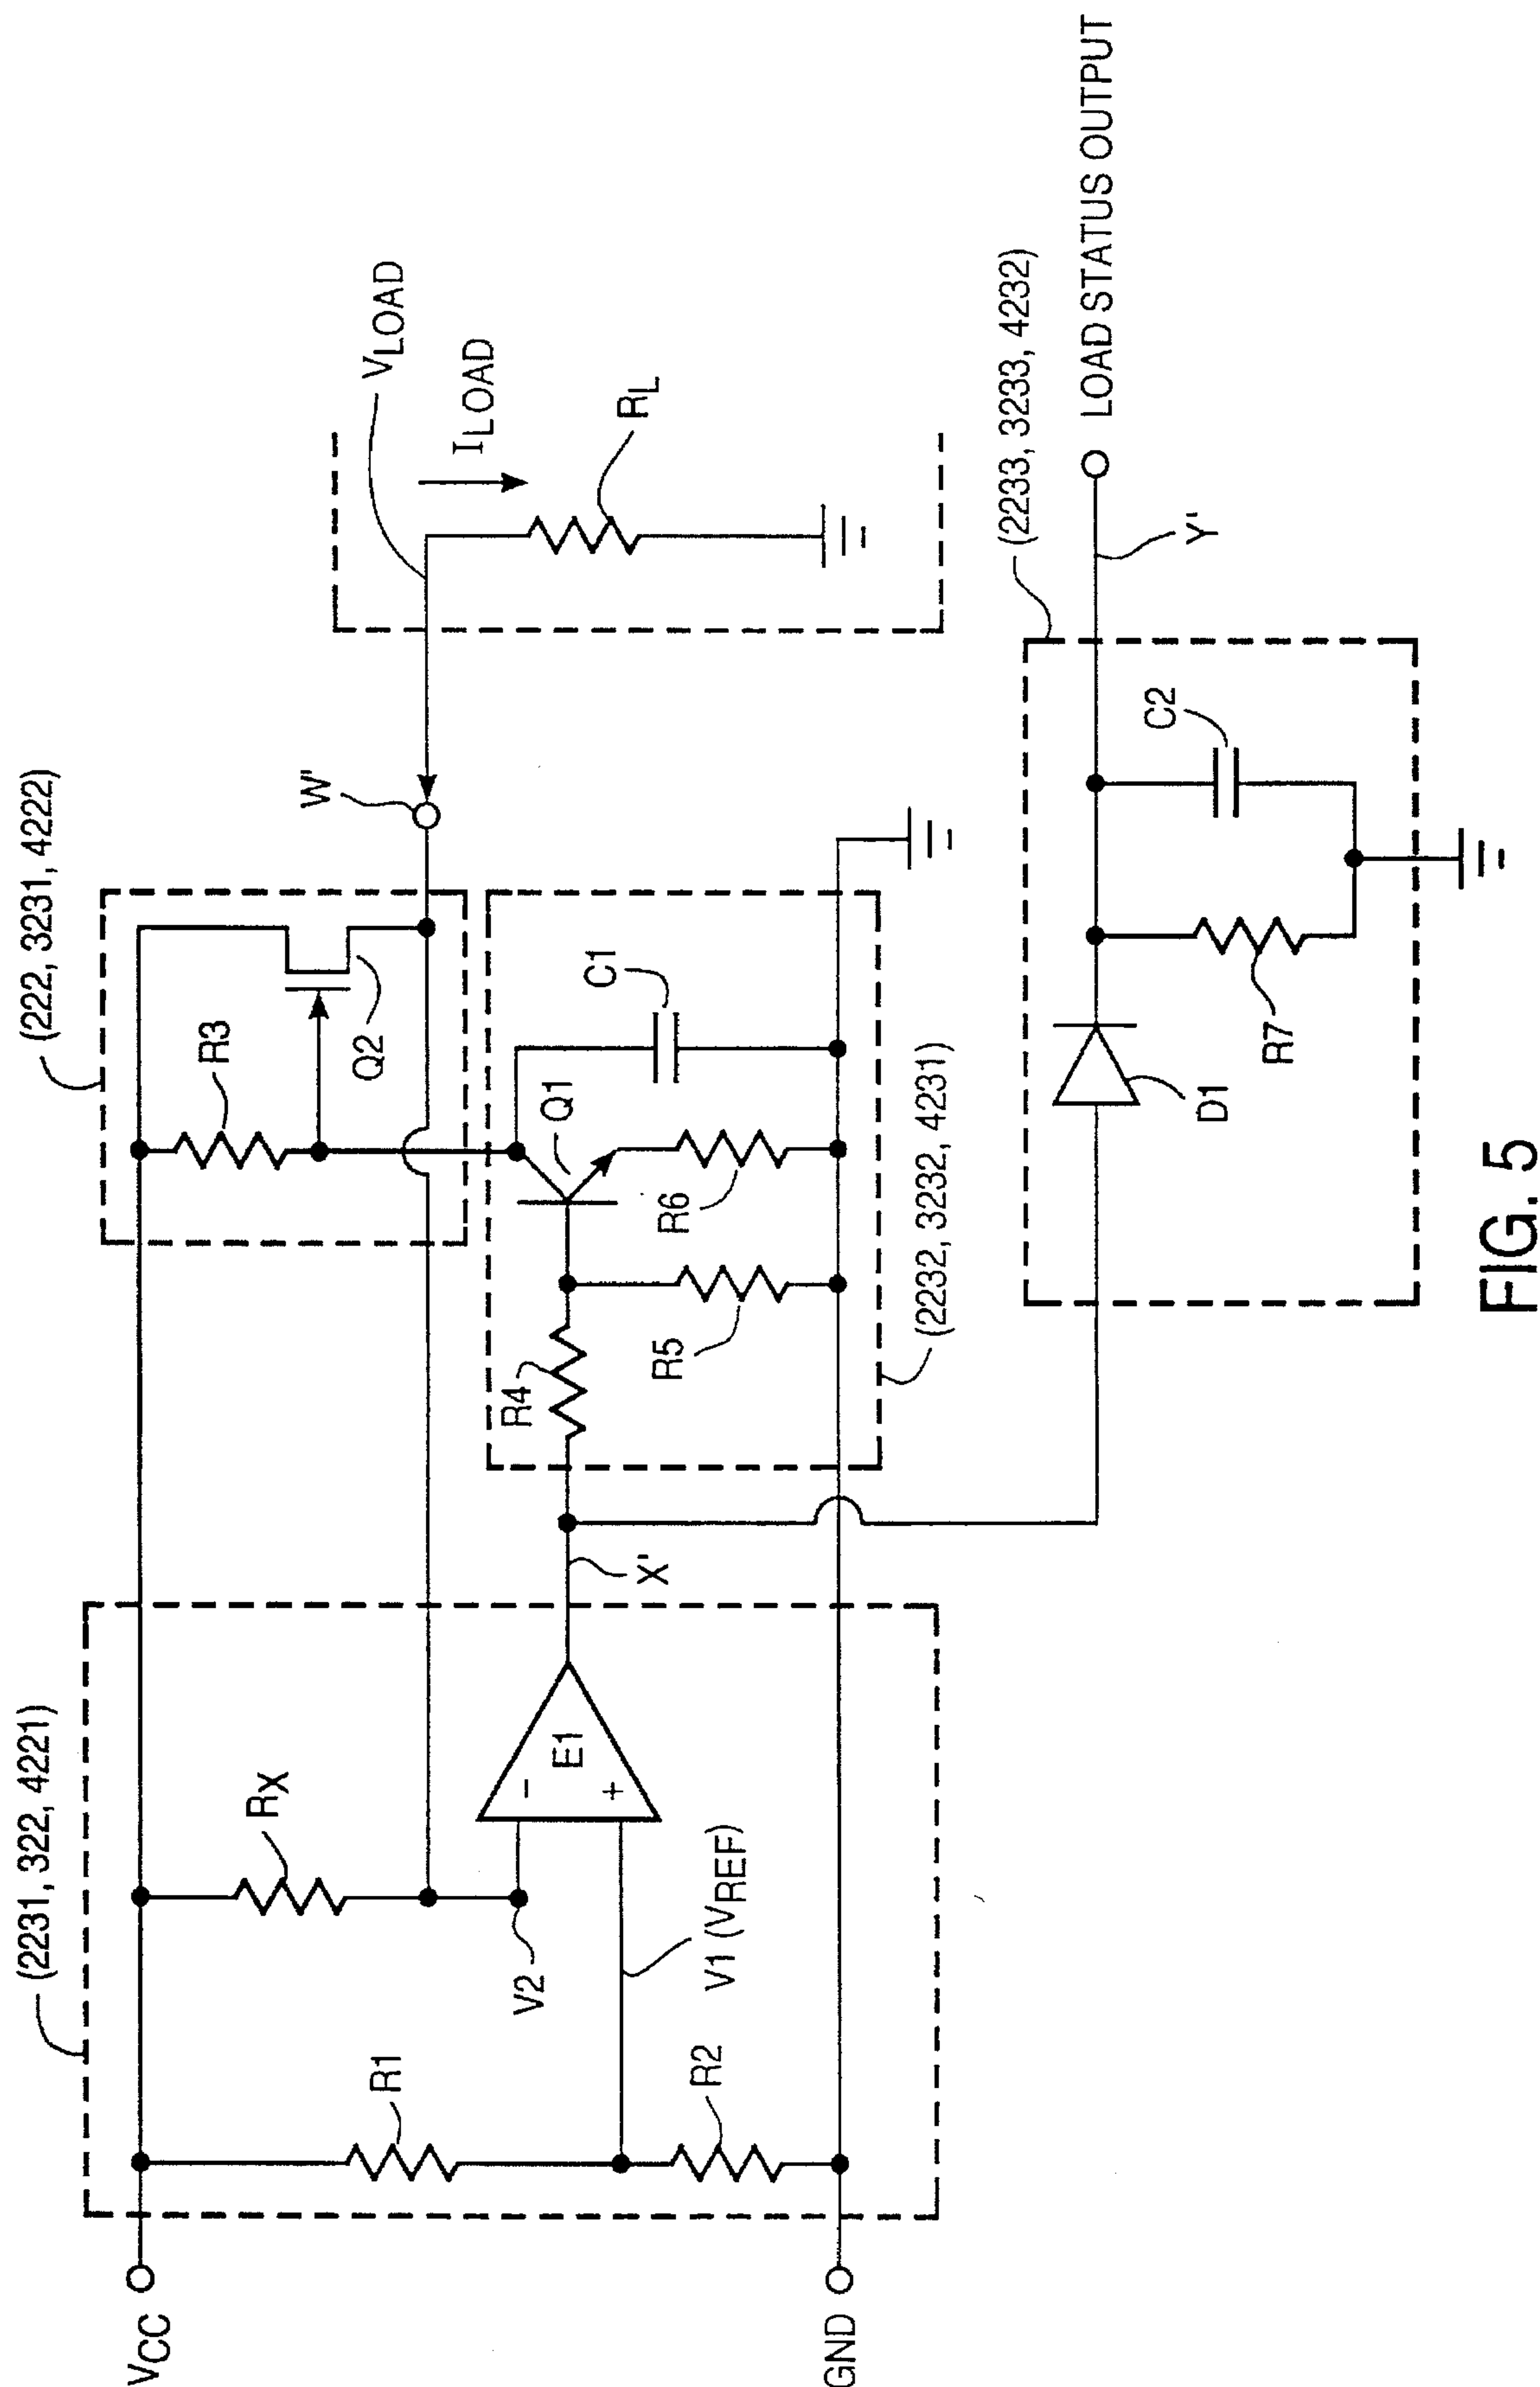 (2231, 322, 4221)
(222, 3231, 4222)
VCC
R1
RX
R3
Q2
W'
VLOAD
ILOAD
RL
V2
E1
-
+
V1 (VREF)
R2
X'
R4
R5
R6
Q1
C1
(2232, 3232, 4231)
GND
(2233, 3233, 4232)
D1
R7
C2
Y'
LOAD STATUS OUTPUT
FIG. 5